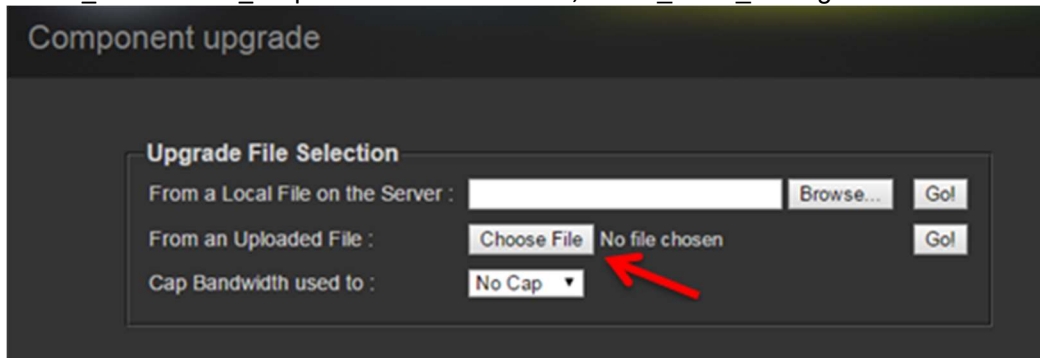 Component upgrade
Upgrade File Selection
From a Local File on the Server : Browse... Go!
From an Uploaded File : Choose File No file chosen Go!
Cap Bandwidth used to : No Cap